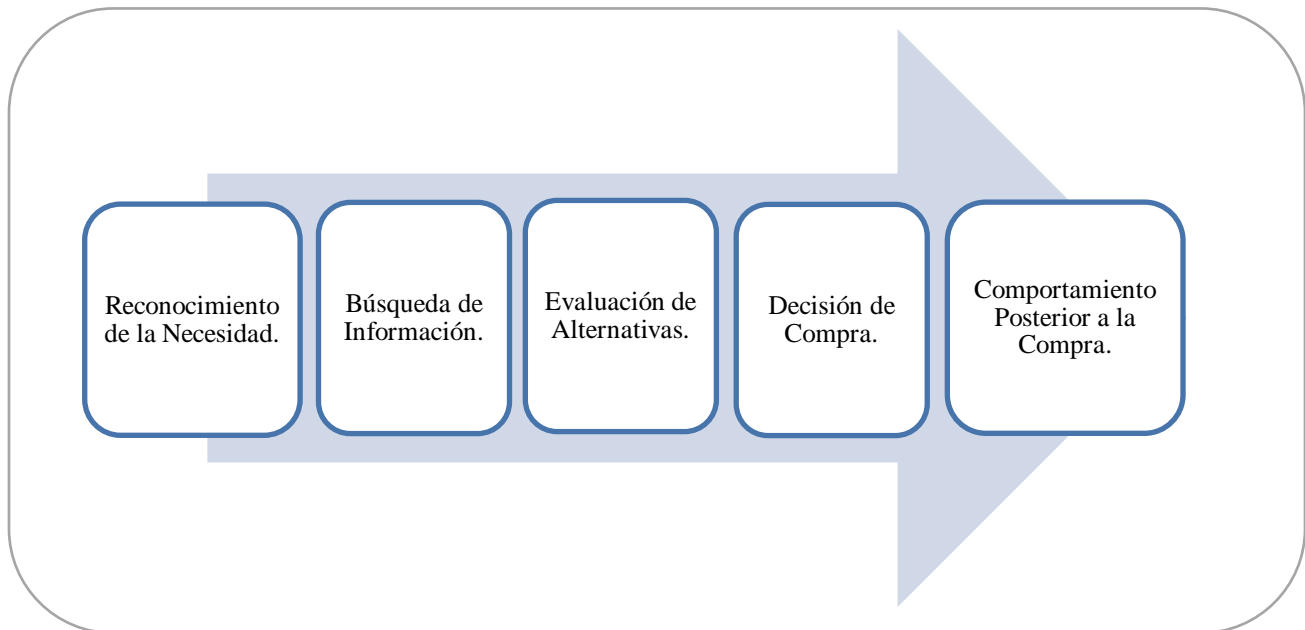 Reconocimiento
de la Necesidad.
Búsqueda de
Información.
Evaluación de
Alternativas.
Decisión de
Compra.
Comportamiento
Posterior a la
Compra.